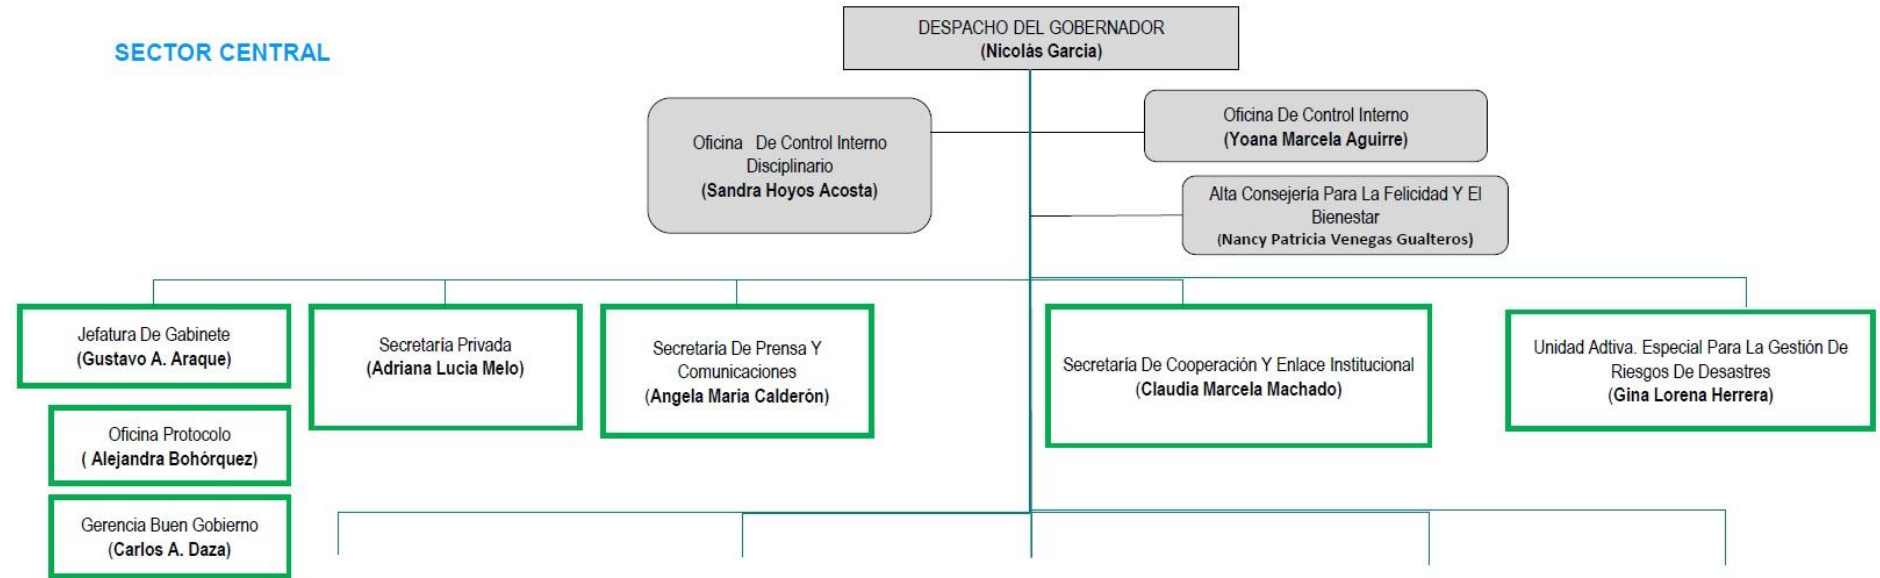 SECTOR CENTRAL
DESPACHO DEL GOBERNADOR
(Nicolás Garcia)
Oficina De Control Interno
Disciplinario
(Sandra Hoyos Acosta)
Oficina De Control Interno
(Yoana Marcela Aguirre)
Alta Consejería Para La Felicidad Y El
Bienestar
(Nancy Patricia Venegas Gualteros)
Jefatura De Gabinete
(Gustavo A. Araque)
Secretaría Privada
(Adriana Lucia Melo)
Secretaría De Prensa Y
Comunicaciones
(Angela Maria Calderón)
Secretaría De Cooperación Y Enlace Institucional
(Claudia Marcela Machado)
Unidad Adtiva. Especial Para La Gestión De
Riesgos De Desastres
(Gina Lorena Herrera)
Oficina Protocolo
( Alejandra Bohórquez)
Gerencia Buen Gobierno
(Carlos A. Daza)